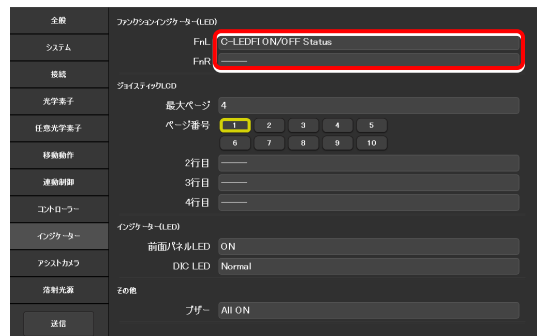 全般
システム
接続
光学素子
任意光学素子
移動動作
連動制御
コントローラー
インジケーター
アシストカメラ
落射光源
送信
ファンクションインジケーター(LED)
FnL C-LEDFI ON/OFF Status
FnR ———
ジョイスティックLCD
最大ページ 4
ページ番号 1 2 3 4 5
6 7 8 9 10
2行目 ———
3行目 ———
4行目 ———
インジケーター(LED)
前面パネルLED ON
DIC LED Normal
その他
ブザー All ON